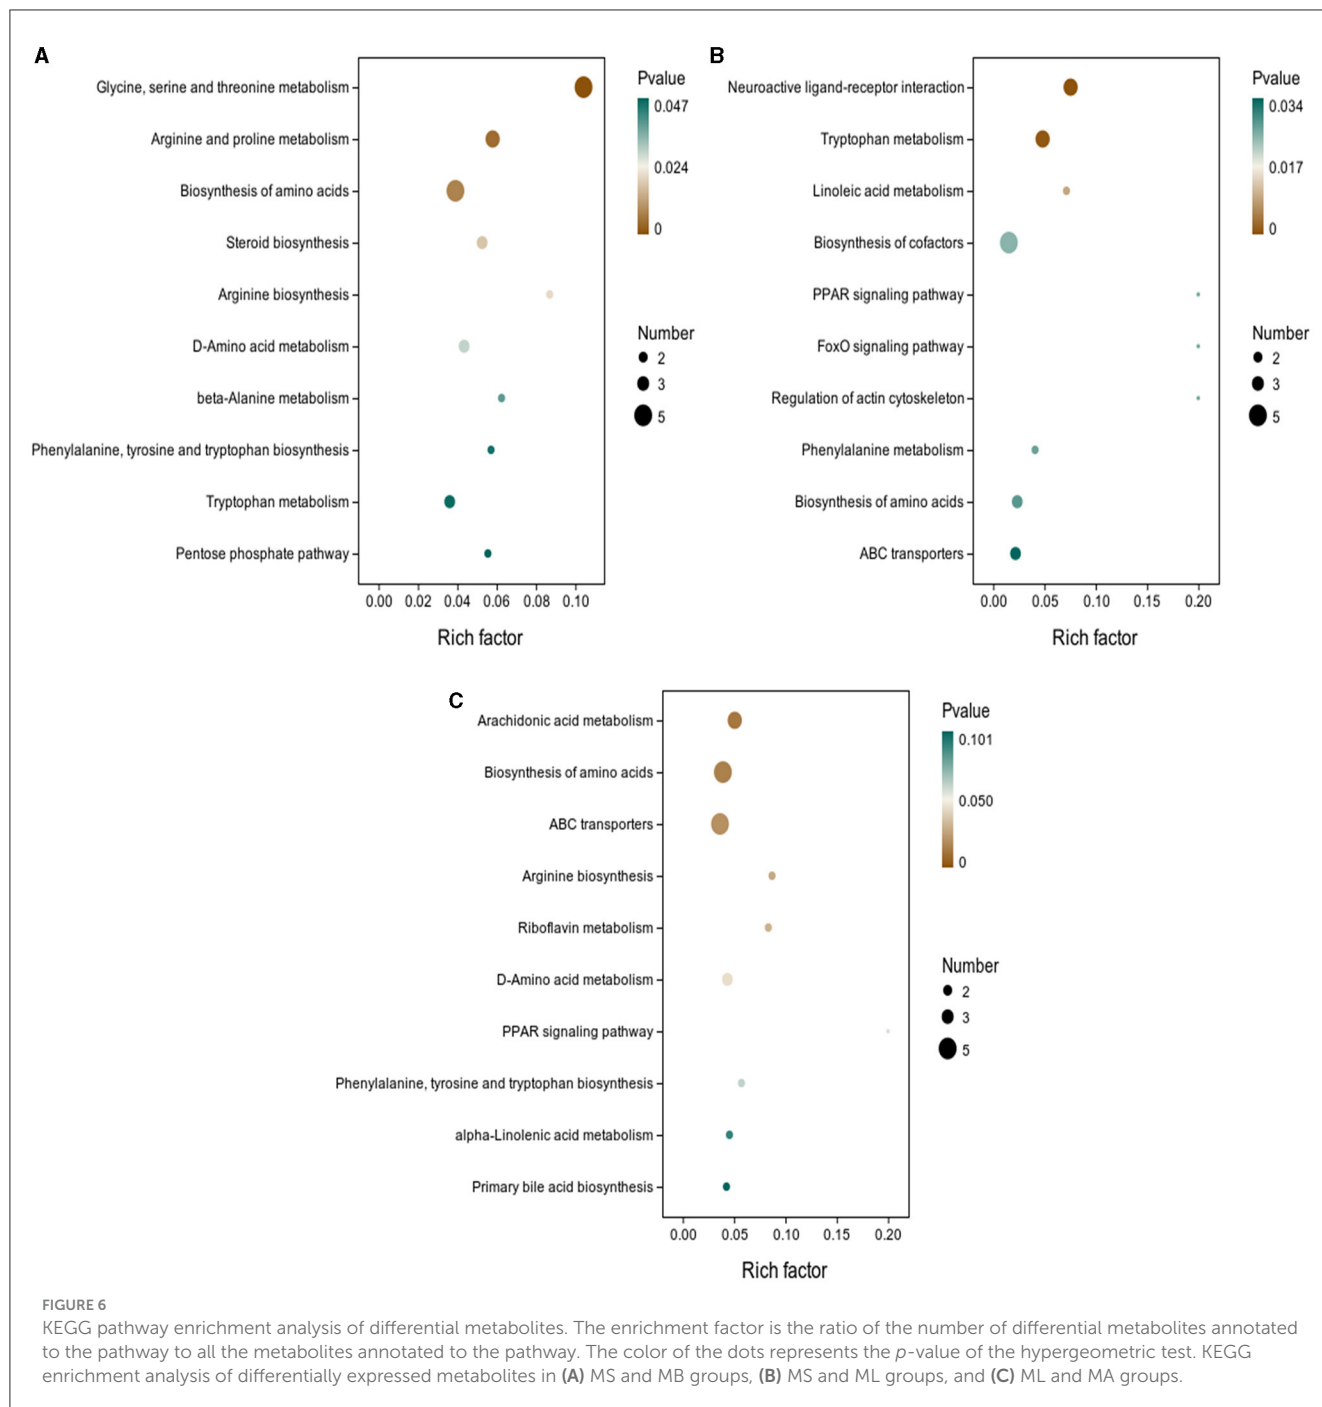 A
Glycine, serine and threonine metabolism
Arginine and proline metabolism
Biosynthesis of amino acids
Steroid biosynthesis
Arginine biosynthesis
D-Amino acid metabolism
beta-Alanine metabolism
Phenylalanine, tyrosine and tryptophan biosynthesis
Tryptophan metabolism
Pentose phosphate pathway
0.00 0.02 0.04 0.06 0.08 0.10
Rich factor
Pvalue
0.047
0.024
0
Number
2
3
5
B
Neuroactive ligand-receptor interaction
Tryptophan metabolism
Linoleic acid metabolism
Biosynthesis of cofactors
PPAR signaling pathway
FoxO signaling pathway
Regulation of actin cytoskeleton
Phenylalanine metabolism
Biosynthesis of amino acids
ABC transporters
0.00 0.05 0.10 0.15 0.20
Rich factor
Pvalue
0.034
0.017
0
Number
2
3
5
C
Arachidonic acid metabolism
Biosynthesis of amino acids
ABC transporters
Arginine biosynthesis
Riboflavin metabolism
D-Amino acid metabolism
PPAR signaling pathway
Phenylalanine, tyrosine and tryptophan biosynthesis
alpha-Linolenic acid metabolism
Primary bile acid biosynthesis
0.00 0.05 0.10 0.15 0.20
Rich factor
Pvalue
0.101
0.050
0
Number
2
3
5
FIGURE 6
KEGG pathway enrichment analysis of differential metabolites. The enrichment factor is the ratio of the number of differential metabolites annotated
to the pathway to all the metabolites annotated to the pathway. The color of the dots represents the p-value of the hypergeometric test. KEGG
enrichment analysis of differentially expressed metabolites in (A) MS and MB groups, (B) MS and ML groups, and (C) ML and MA groups.